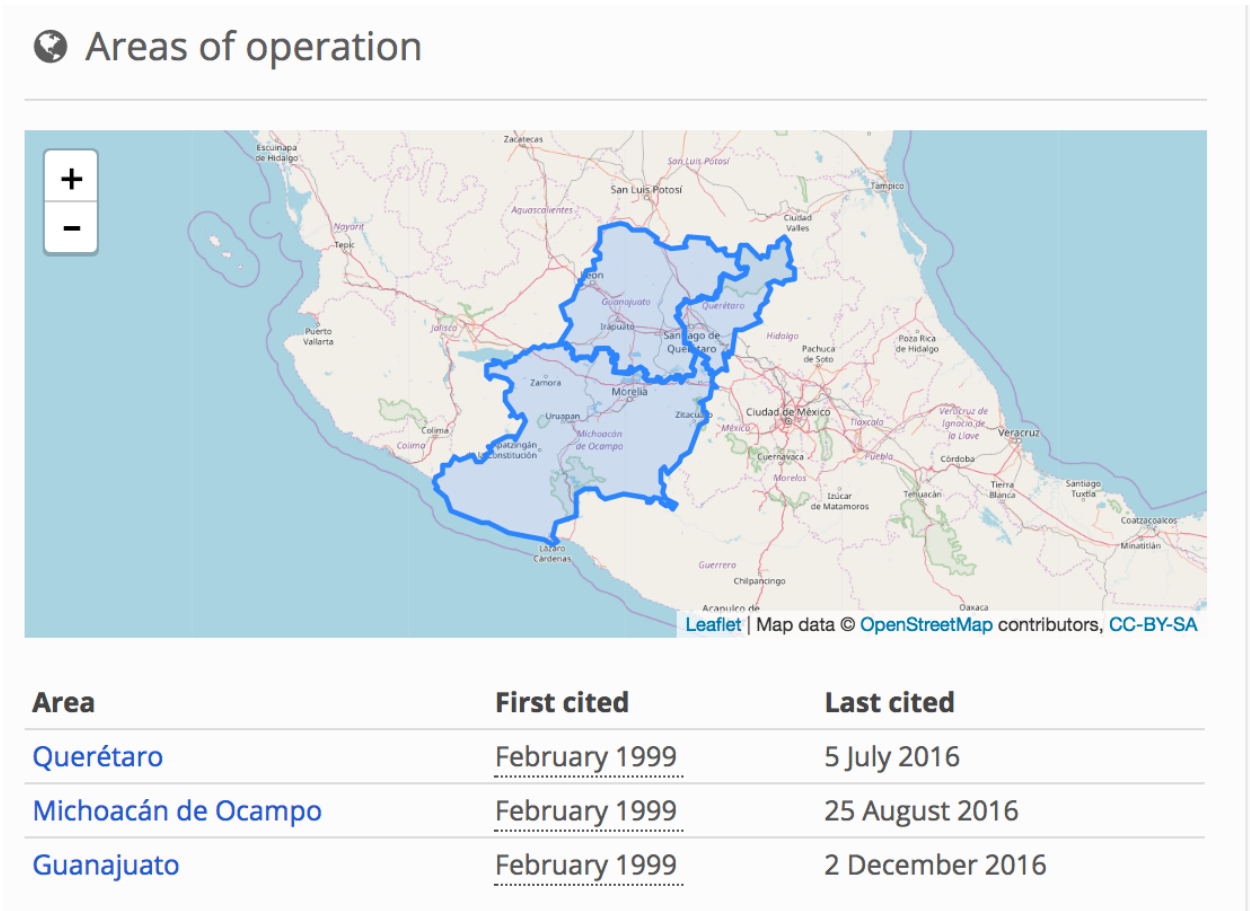 Areas of operation
+
−
Zacatecas
Escuinapa
de Hidalgo
San Luis Potosí
San Luis Potosí
Tampico
Aguascalientes
Ciudad
Valles
Nayarit
Tepic
León
Guanajuato
Querétaro
Irapuato
Puerto
Vallarta
Jalisco
Santiago de
Querétaro
Hidalgo
Poza Rica
de Hidalgo
Pachuca
de Soto
Zamora
Morelia
Ciudad de México
Veracruz de
Ignacio de
la Llave
Uruapan
México
Tlaxcala
Veracruz
Colima
Colima
Michoacán
de Ocampo
Cuernavaca
Puebla
Córdoba
la Constitución
Morelos
Izúcar
de Matamoros
Tehuacán
Tierra
Blanca
Santiago
Tuxtla
Coatzacoalcos
Minatitlán
Lázaro
Cárdenas
Guerrero
Chilpancingo
Acapulco de
Oaxaca
Leaflet | Map data © OpenStreetMap contributors, CC-BY-SA
Area First cited Last cited
Querétaro February 1999 5 July 2016
Michoacán de Ocampo February 1999 25 August 2016
Guanajuato February 1999 2 December 2016